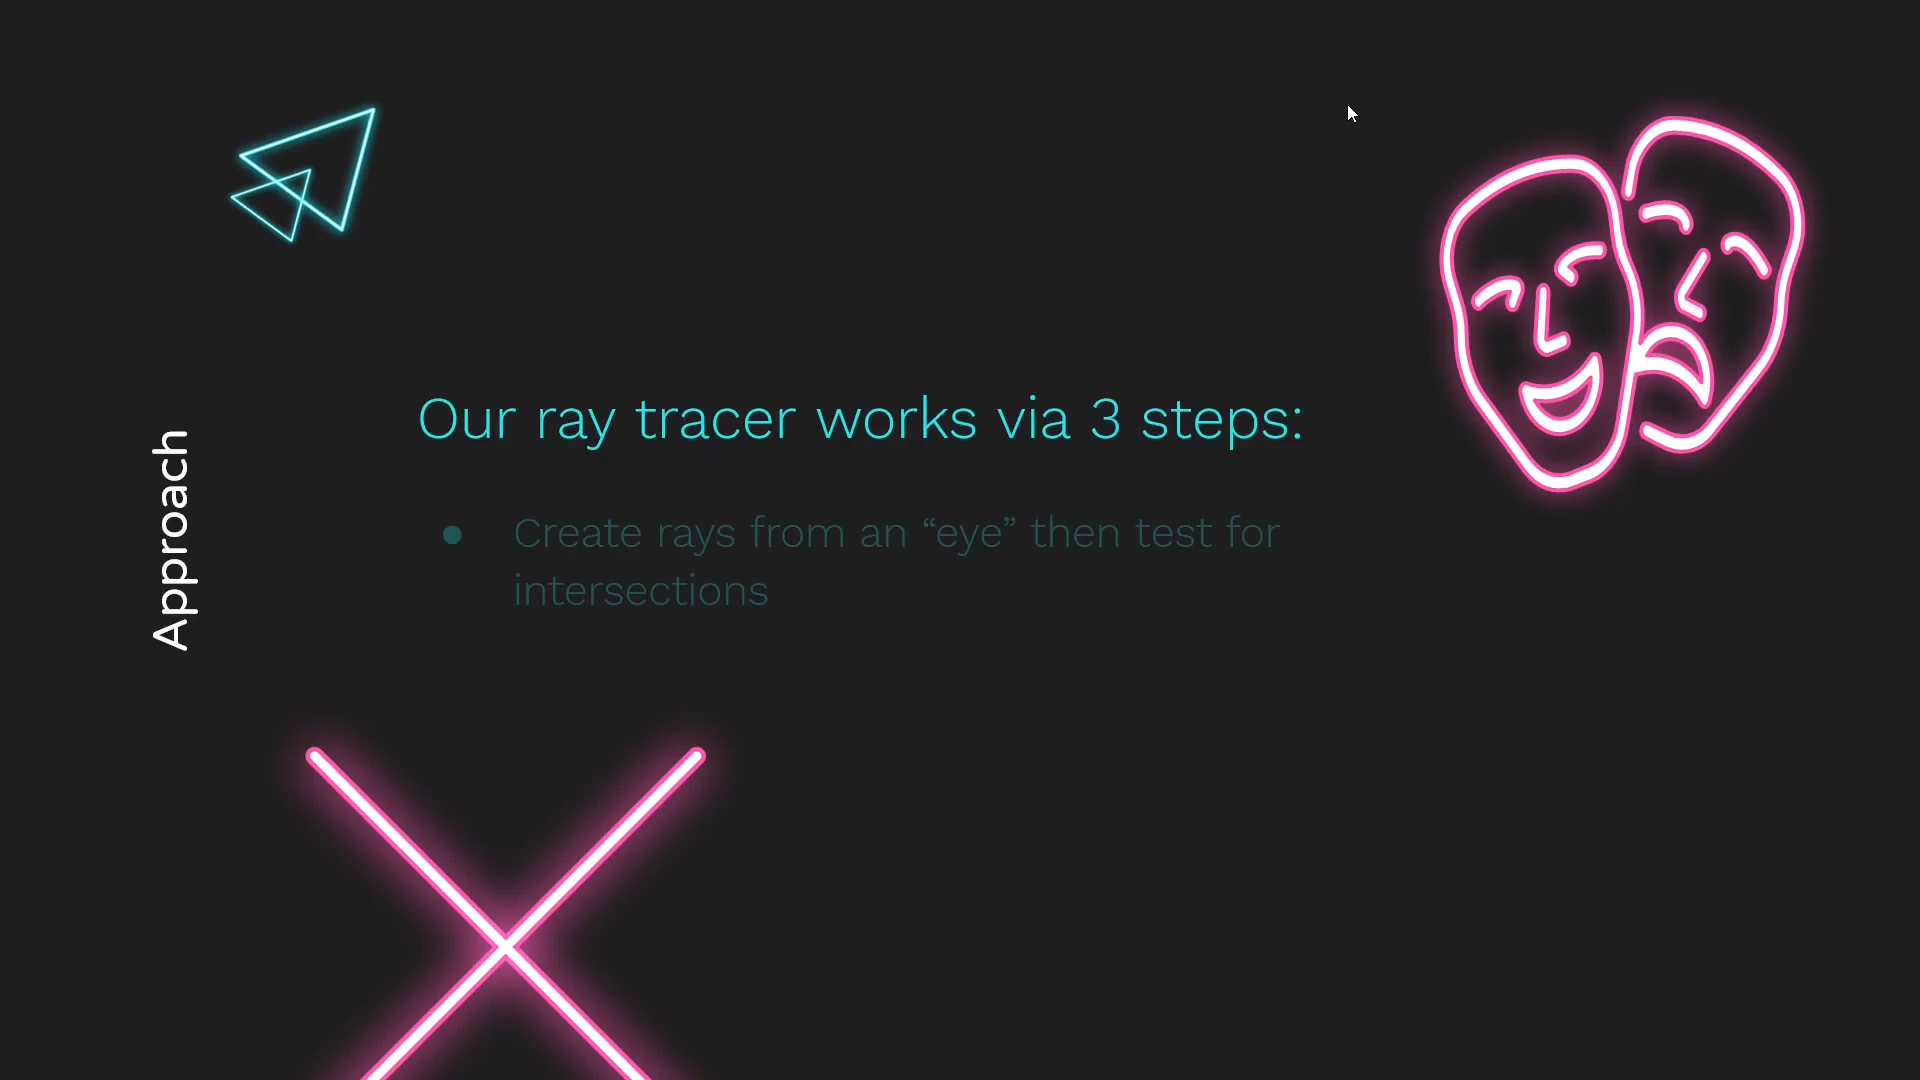 Approach
Our ray tracer works via 3 steps:
● Create rays from an “eye” then test for
intersections